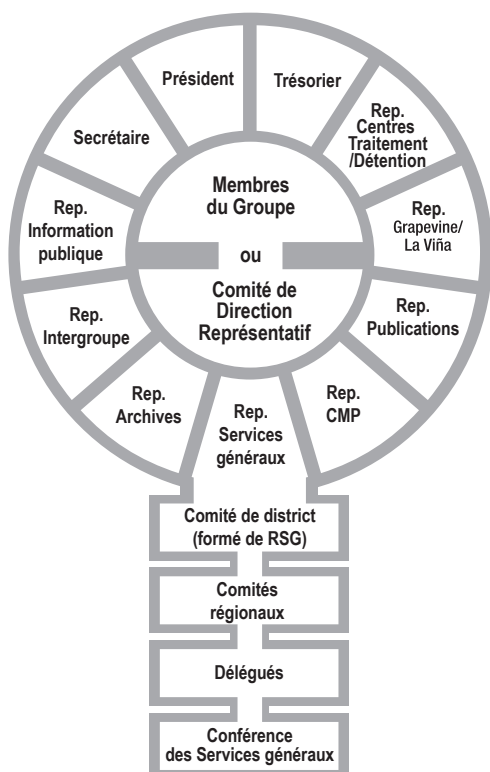 Président
Trésorier
Secrétaire
Rep.
Centres
Traitement
/Détention
Rep.
Information
publique
Membres
du Groupe
ou
Comité de
Direction
Représentatif
Rep.
Grapevine/
La Viña
Rep.
Intergroupe
Rep.
Publications
Rep.
Archives
Rep.
Services
généraux
Rep.
CMP
Comité de district
(formé de RSG)
Comités
régionaux
Délégués
Conférence
des Services généraux